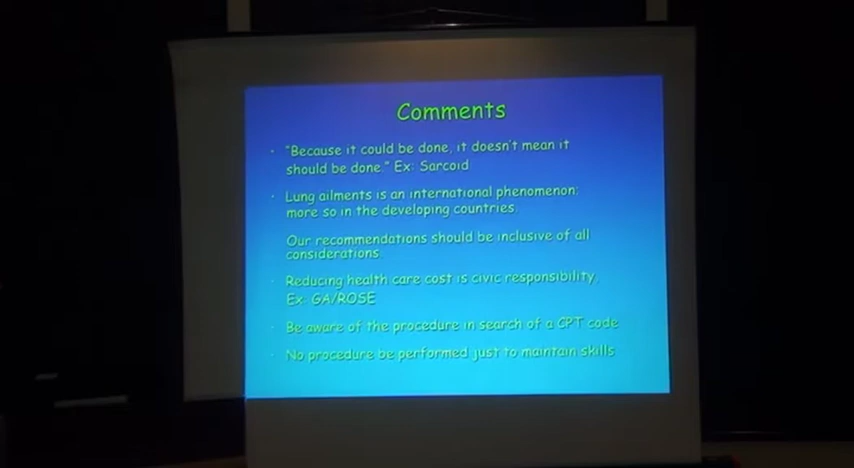 Comments
"Because it could be done, it doesn't mean it
should be done." Ex: Sarcoid
Lung ailments is an international phenomenon;
more so in the developing countries.
Our recommendations should be inclusive of all
considerations.
Reducing health care cost is civic responsibility,
Ex: GA/ROSE
Be aware of the procedure in search of a CPT code
No procedure be performed just to maintain skills